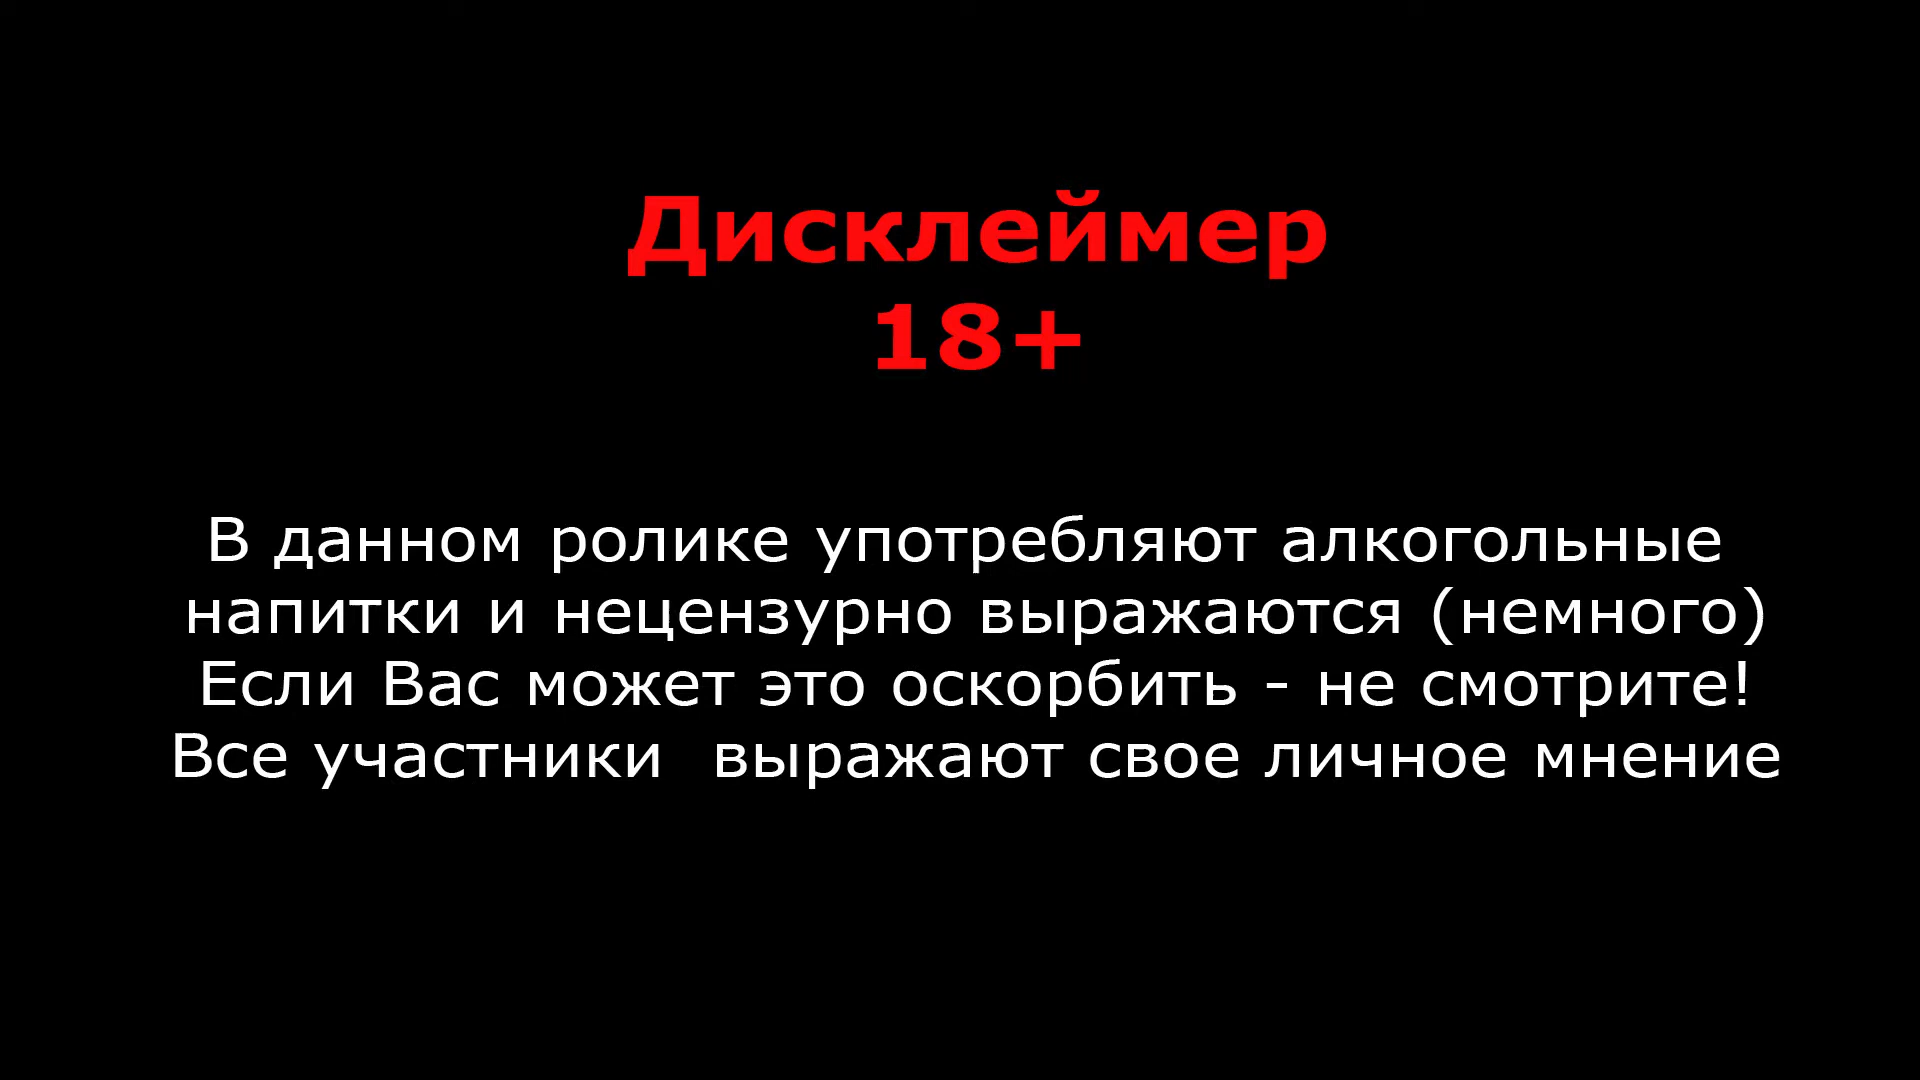 Дисклеймер
18+
В данном ролике употребляют алкогольные
напитки и нецензурно выражаются (немного)
Если Вас может это оскорбить - не смотрите!
Все участники  выражают свое личное мнение